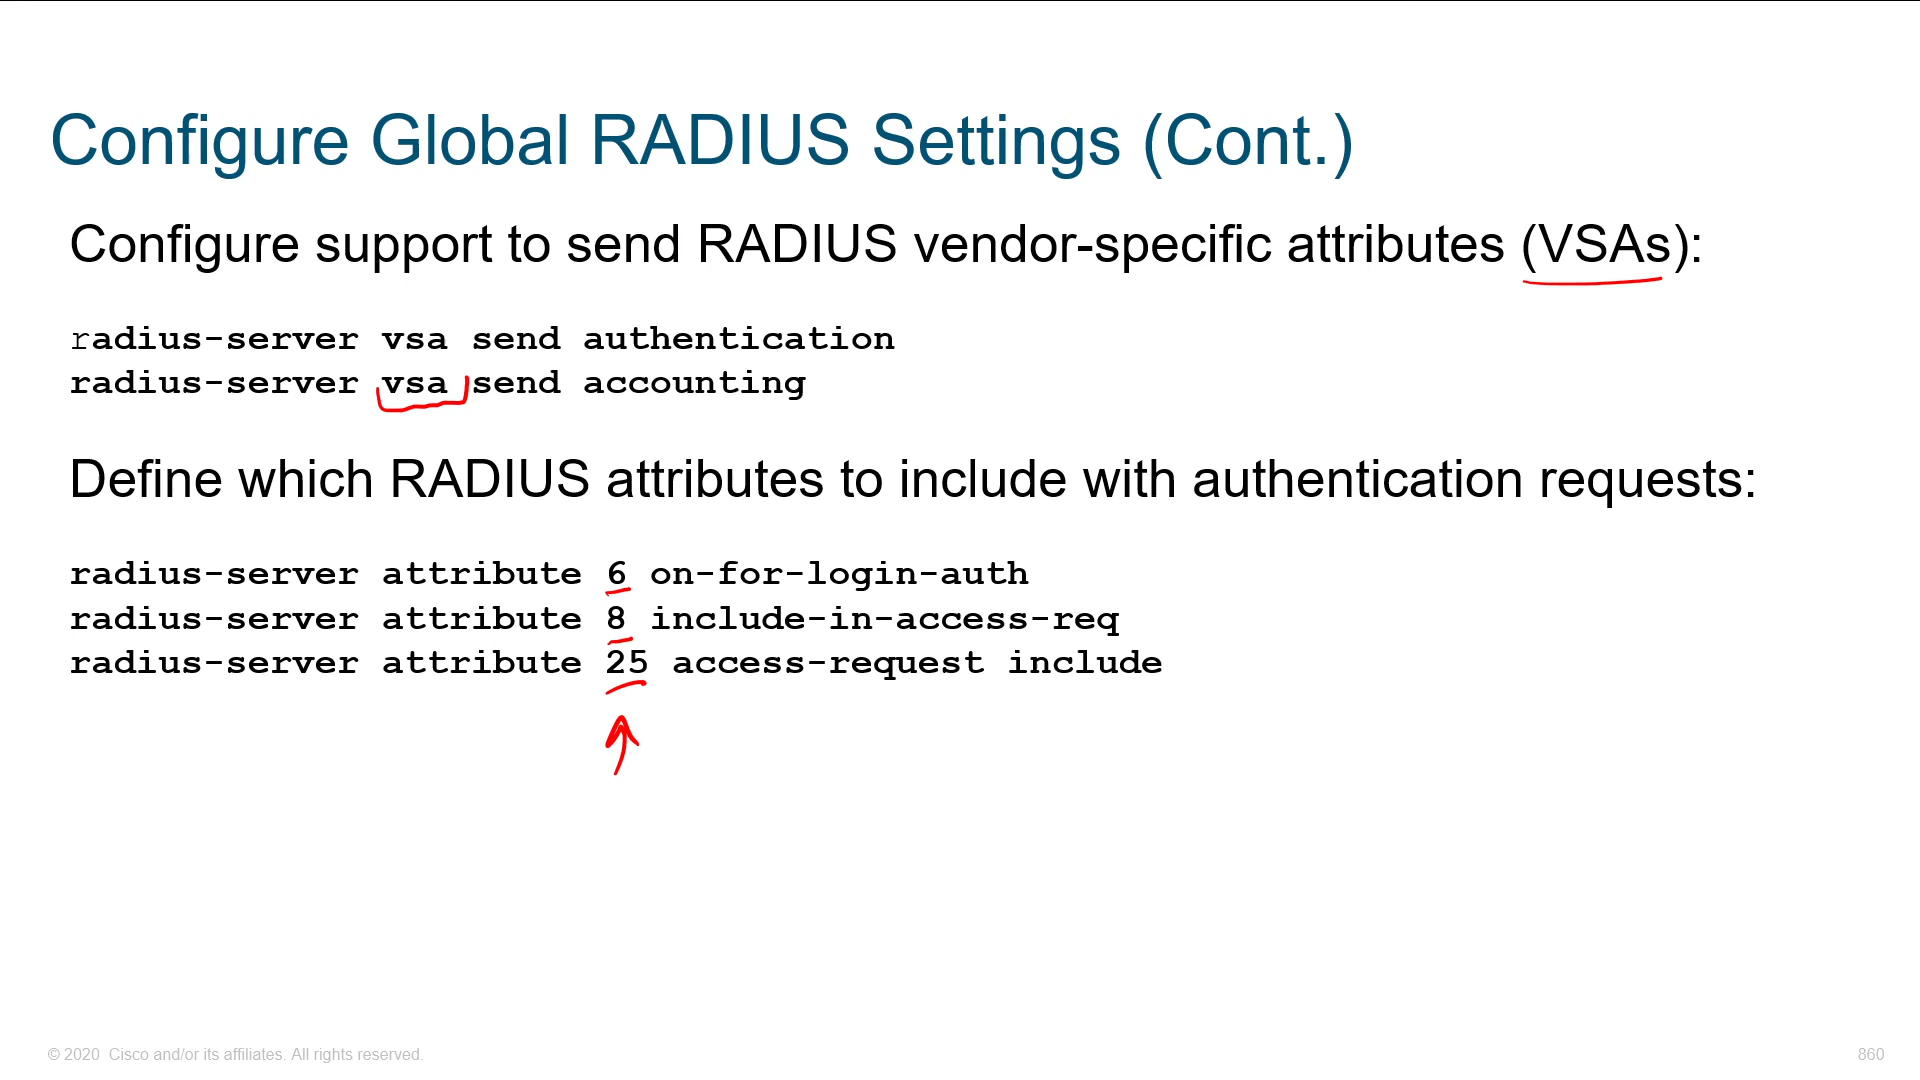 Configure Global RADIUS Settings (Cont.)
Configure support to send RADIUS vendor-specific attributes (VSAs):
radius-server vsa send authentication
radius-server vsa send accounting
Define which RADIUS attributes to include with authentication requests:
radius-server attribute 6 on-for-login-auth
radius-server attribute 8 include-in-access-req
radius-server attribute 25 access-request include
© 2020 Cisco and/or its affiliates. All rights reserved.
860